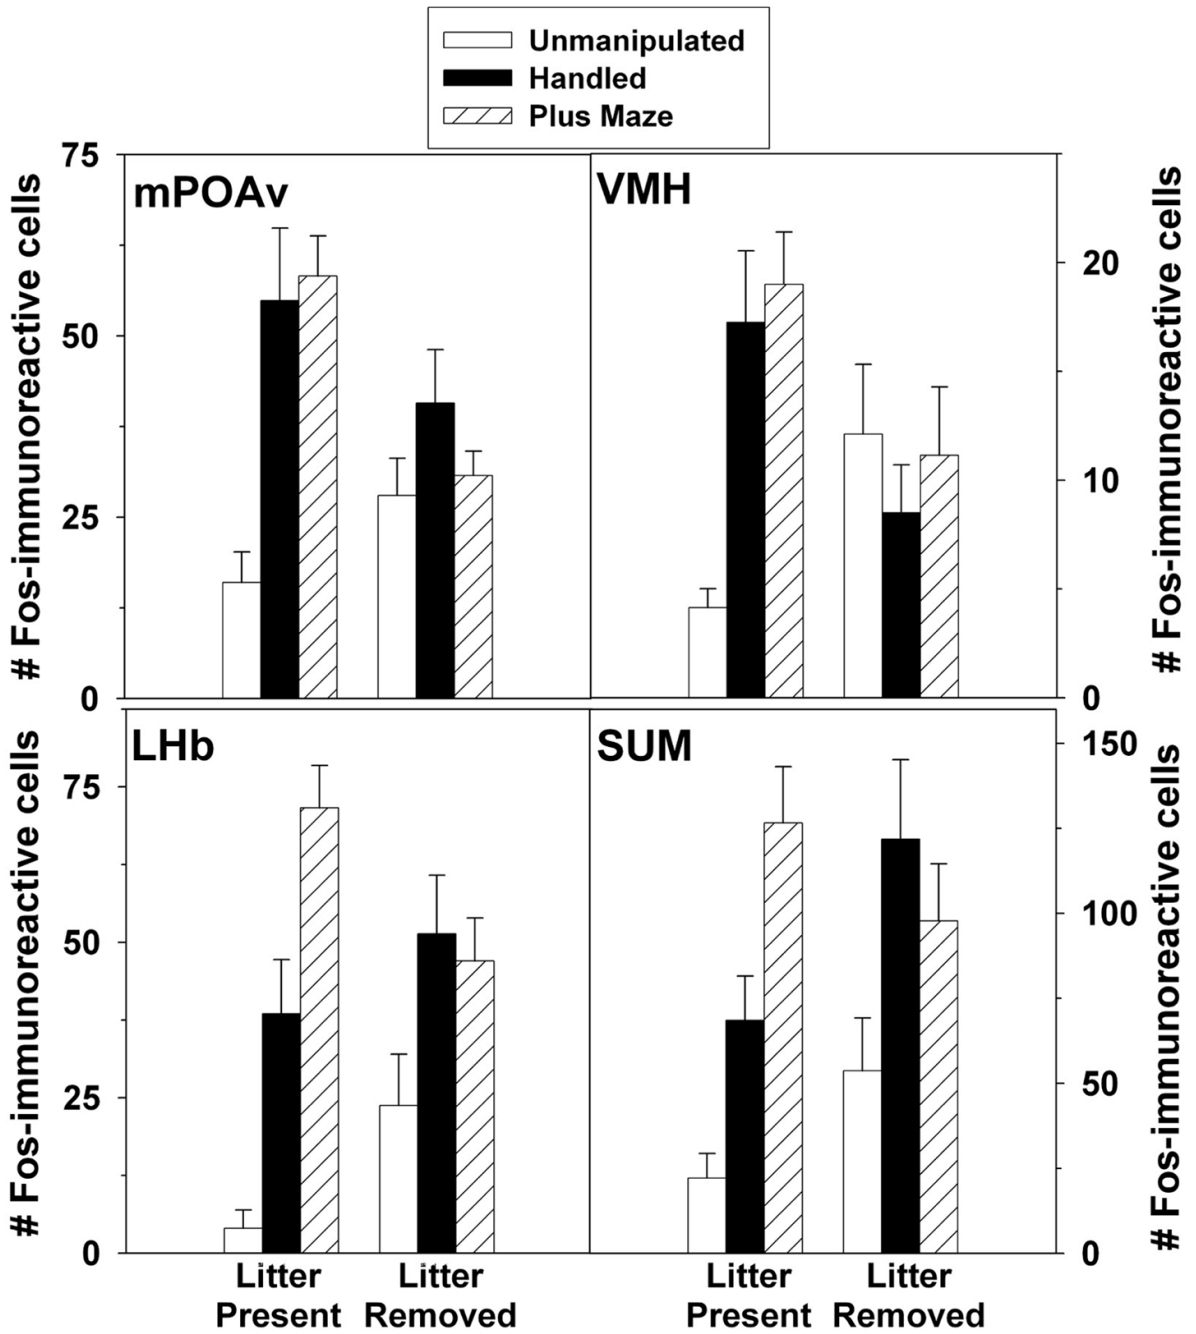 Unmanipulated
Handled
Plus Maze
# Fos-immunoreactive cells
75
50
25
0
mPOAv
VMH
20
10
0
# Fos-immunoreactive cells
# Fos-immunoreactive cells
75
50
25
0
LHb
SUM
150
100
50
0
# Fos-immunoreactive cells
Litter Litter Litter Litter
Present Removed Present Removed